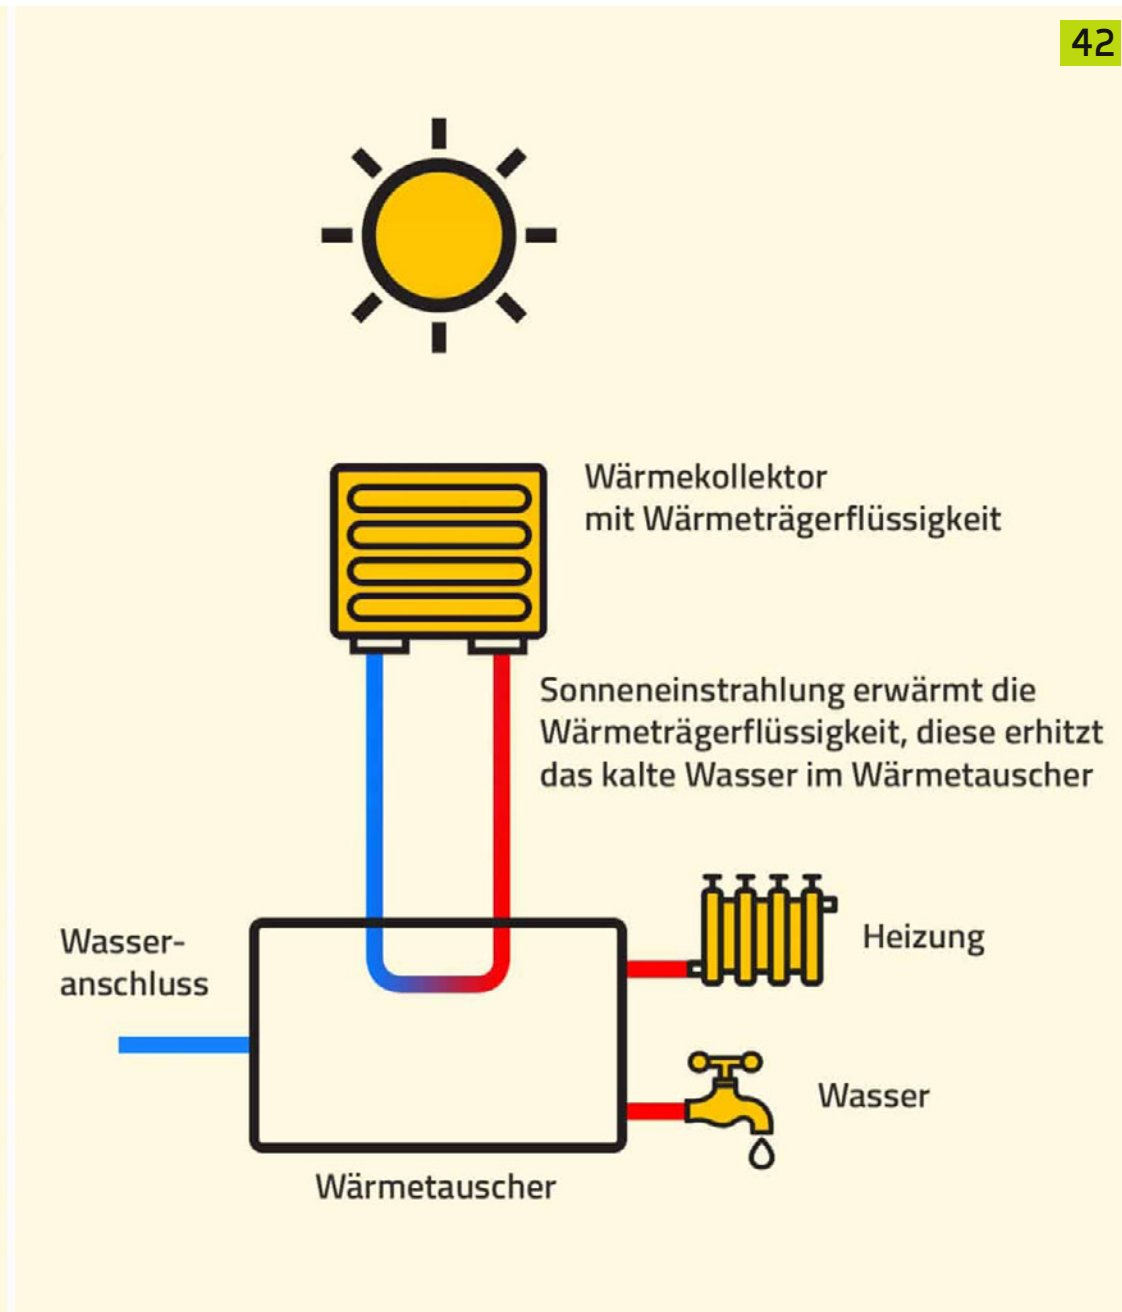 42
Wärmekollektor
mit Wärmeträgerflüssigkeit
Sonneneinstrahlung erwärmt die
Wärmeträgerflüssigkeit, diese erhitzt
das kalte Wasser im Wärmetauscher
Wasser-
anschluss
Heizung
Wasser
Wärmetauscher